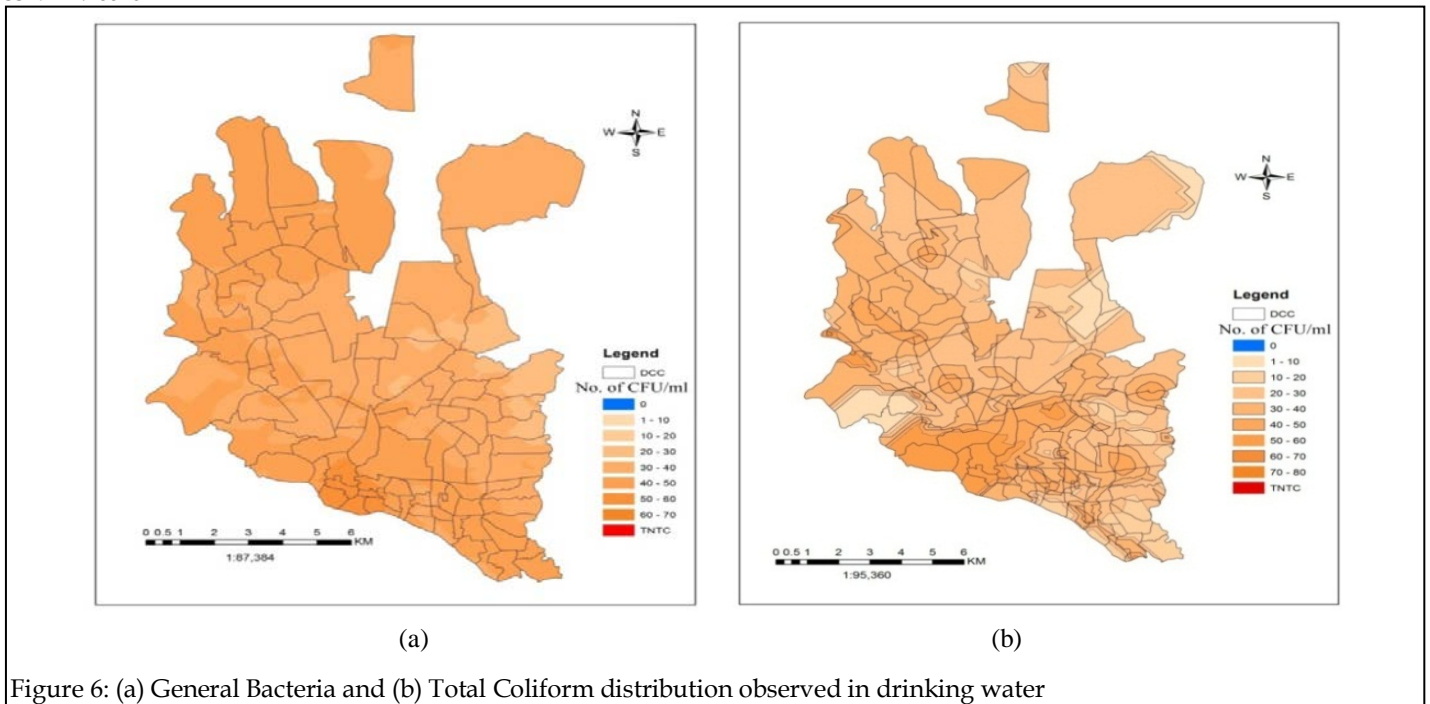 N
W E
S
Legend
DCC
No. of CFU/ml
0
1 - 10
10 - 20
20 - 30
30 - 40
40 - 50
50 - 60
60 - 70
TNTC
0 0.5 1 2 3 4 5 6
KM
1:87,384
(a)
N
W E
S
Legend
DCC
No. of CFU/ml
0
1 - 10
10 - 20
20 - 30
30 - 40
40 - 50
50 - 60
60 - 70
70 - 80
TNTC
0 0.5 1 2 3 4 5 6
KM
1:95,360
(b)
Figure 6: (a) General Bacteria and (b) Total Coliform distribution observed in drinking water